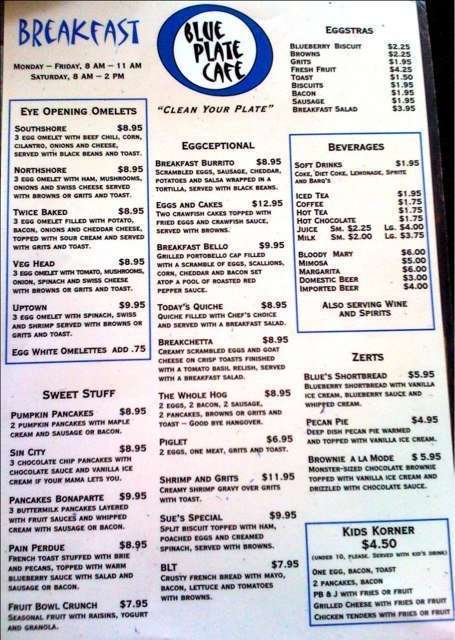 BREAKFAST
MONDAY – FRIDAY, 8 AM – 11 AM
SATURDAY, 8 AM – 2 PM
BLUE
PLATE
CAFE
"CLEAN YOUR PLATE"
EYE OPENING OMELETS
SOUTHSHORE $8.95
3 EGG OMELET WITH BEEF CHILI, CORN,
CILANTRO, ONIONS AND CHEESE,
SERVED WITH BLACK BEANS AND TOAST.
NORTHSHORE $8.95
3 EGG OMELET WITH HAM, MUSHROOMS,
ONIONS AND SWISS CHEESE SERVED
WITH BROWNS OR GRITS AND TOAST.
TWICE BAKED $8.95
3 EGG OMELET FILLED WITH POTATO,
BACON, ONIONS AND CHEDDAR CHEESE,
TOPPED WITH SOUR CREAM AND SERVED
WITH GRITS AND TOAST.
VEG HEAD $8.95
3 EGG OMELET WITH TOMATO, MUSHROOMS,
ONION, SPINACH AND SWISS CHEESE
WITH BROWNS OR GRITS AND TOAST.
UPTOWN $9.95
3 EGG OMELET WITH SPINACH, SWISS
AND SHRIMP SERVED WITH BROWNS OR
GRITS AND TOAST.
EGG WHITE OMELETTES ADD .75
SWEET STUFF
PUMPKIN PANCAKES $8.95
2 PUMPKIN PANCAKES WITH MAPLE
CREAM AND SAUSAGE OR BACON.
SIN CITY $8.95
3 CHOCOLATE CHIP PANCAKES WITH
CHOCOLATE SAUCE AND VANILLA ICE
CREAM IF YOUR MAMA LETS YOU.
PANCAKES BONAPARTE $9.95
3 BUTTERMILK PANCAKES LAYERED
WITH FRUIT SAUCES AND WHIPPED
CREAM WITH SAUSAGE OR BACON.
PAIN PERDUE $8.95
FRENCH TOAST STUFFED WITH BRIE
AND PECANS, TOPPED WITH WARM
BLUEBERRY SAUCE WITH SALAD AND
SAUSAGE OR BACON.
FRUIT BOWL CRUNCH $7.95
SEASONAL FRUIT WITH RAISINS, YOGURT
AND GRANOLA.
EGGCEPTIONAL
BREAKFAST BURRITO $8.95
SCRAMBLED EGGS, SAUSAGE, CHEDDAR,
POTATOES AND SALSA WRAPPED IN A
TORTILLA, SERVED WITH BLACK BEANS.
EGGS AND CAKES $12.95
TWO CRAWFISH CAKES TOPPED WITH
FRIED EGGS AND CRAWFISH SAUCE,
SERVED WITH BROWNS.
BREAKFAST BELLO $9.95
GRILLED PORTOBELLO CAP FILLED
WITH A SCRAMBLE OF EGGS, SCALLIONS,
CORN, CHEDDAR AND BACON SET
ATOP A POOL OF ROASTED RED
PEPPER SAUCE.
TODAY'S QUICHE $8.95
QUICHE FILLED WITH CHEF'S CHOICE
AND SERVED WITH A BREAKFAST SALAD.
BREAKCHETTA $8.95
CREAMY SCRAMBLED EGGS AND GOAT
CHEESE ON CRISP TOASTS FINISHED
WITH A TOMATO BASIL RELISH, SERVED
WITH A BREAKFAST SALAD.
THE WHOLE HOG $8.95
2 EGGS, 2 BACON, 2 SAUSAGE,
2 PANCAKES, BROWNS OR GRITS AND
TOAST – GOOD BYE HANGOVER.
PIGLET $6.95
2 EGGS, ONE MEAT, GRITS AND TOAST.
SHRIMP AND GRITS $11.95
CREAMY SHRIMP GRAVY OVER GRITS
WITH TOAST.
SUE'S SPECIAL $9.95
SPLIT BISCUIT TOPPED WITH HAM,
POACHED EGGS AND CREAMED
SPINACH, SERVED WITH BROWNS.
BLT $7.95
CRUSTY FRENCH BREAD WITH MAYO,
BACON, LETTUCE AND TOMATOES
WITH BROWNS.
EGGSTRAS
BLUEBERRY BISCUIT $2.25
BROWNS $2.25
GRITS $1.95
FRESH FRUIT $4.25
TOAST $1.50
BISCUITS $1.95
BACON $1.95
SAUSAGE $1.95
BREAKFAST SALAD $3.95
BEVERAGES
SOFT DRINKS $1.95
COKE, DIET COKE, LEMONADE, SPRITE
AND BARQ'S
ICED TEA $1.95
COFFEE $1.75
HOT TEA $1.75
HOT CHOCOLATE $1.75
JUICE SM. $2.25 LG. $4.00
MILK SM. $2.00 LG. $3.75
BLOODY MARY $6.00
MIMOSA $5.00
MARGARITA $6.00
DOMESTIC BEER $3.00
IMPORTED BEER $4.00
ALSO SERVING WINE
AND SPIRITS
ZERTS
BLUE'S SHORTBREAD $5.95
BLUEBERRY SHORTBREAD WITH VANILLA
ICE CREAM, BLUEBERRY SAUCE AND
WHIPPED CREAM.
PECAN PIE $4.95
DEEP DISH PECAN PIE WARMED
AND TOPPED WITH VANILLA ICE CREAM.
BROWNIE A LA MODE $ 5.95
MONSTER-SIZED CHOCOLATE BROWNIE
TOPPED WITH VANILLA ICE CREAM AND
DRIZZLED WITH CHOCOLATE SAUCE.
KIDS KORNER
$4.50
(UNDER 10, PLEASE. SERVED WITH KID'S DRINK)
ONE EGG, BACON, TOAST
2 PANCAKES, BACON
PB & J WITH FRIES OR FRUIT
GRILLED CHEESE WITH FRIES OR FRUIT
CHICKEN TENDERS WITH FRIES OR FRUIT